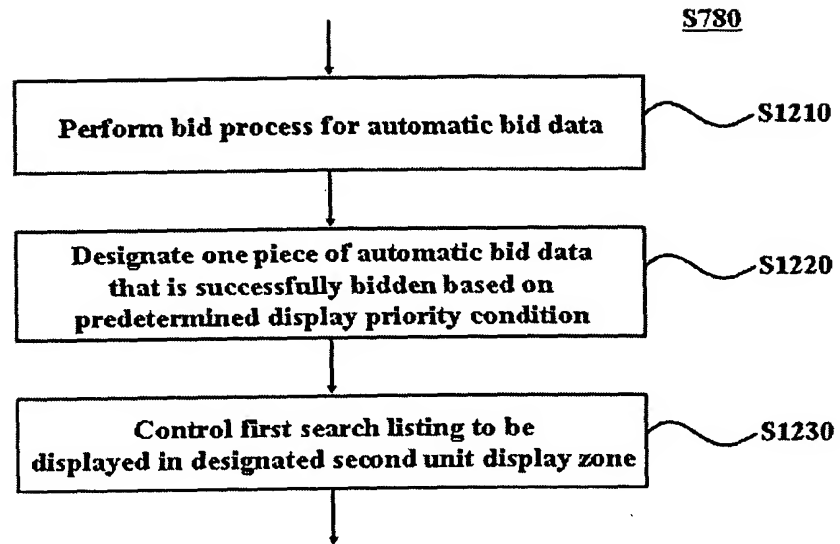 S780
Perform bid process for automatic bid data
S1210
Designate one piece of automatic bid data
that is successfully bidden based on
predetermined display priority condition
S1220
Control first search listing to be
displayed in designated second unit display zone
S1230